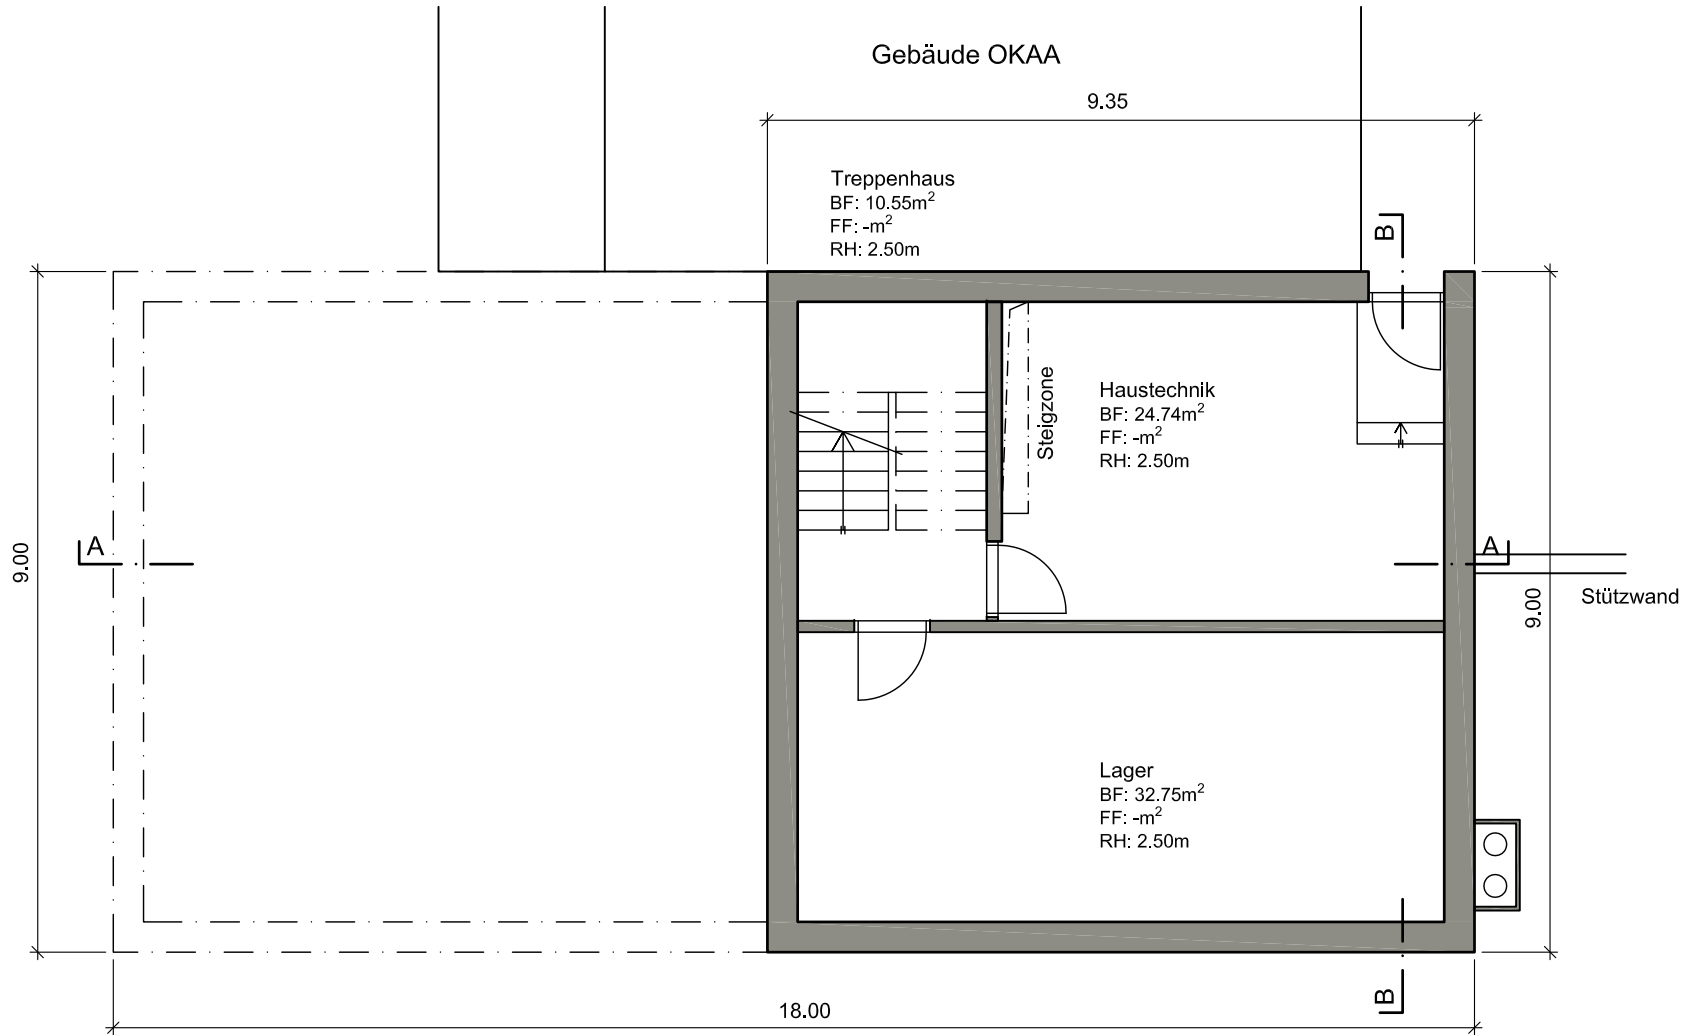 Gebäude OKAA
9.35
Treppenhaus
BF: 10.55m²
FF: -m²
RH: 2.50m
B
Steigzone
Haustechnik
BF: 24.74m²
FF: -m²
RH: 2.50m
9.00
A
A
9.00
Stützwand
Lager
BF: 32.75m²
FF: -m²
RH: 2.50m
B
18.00